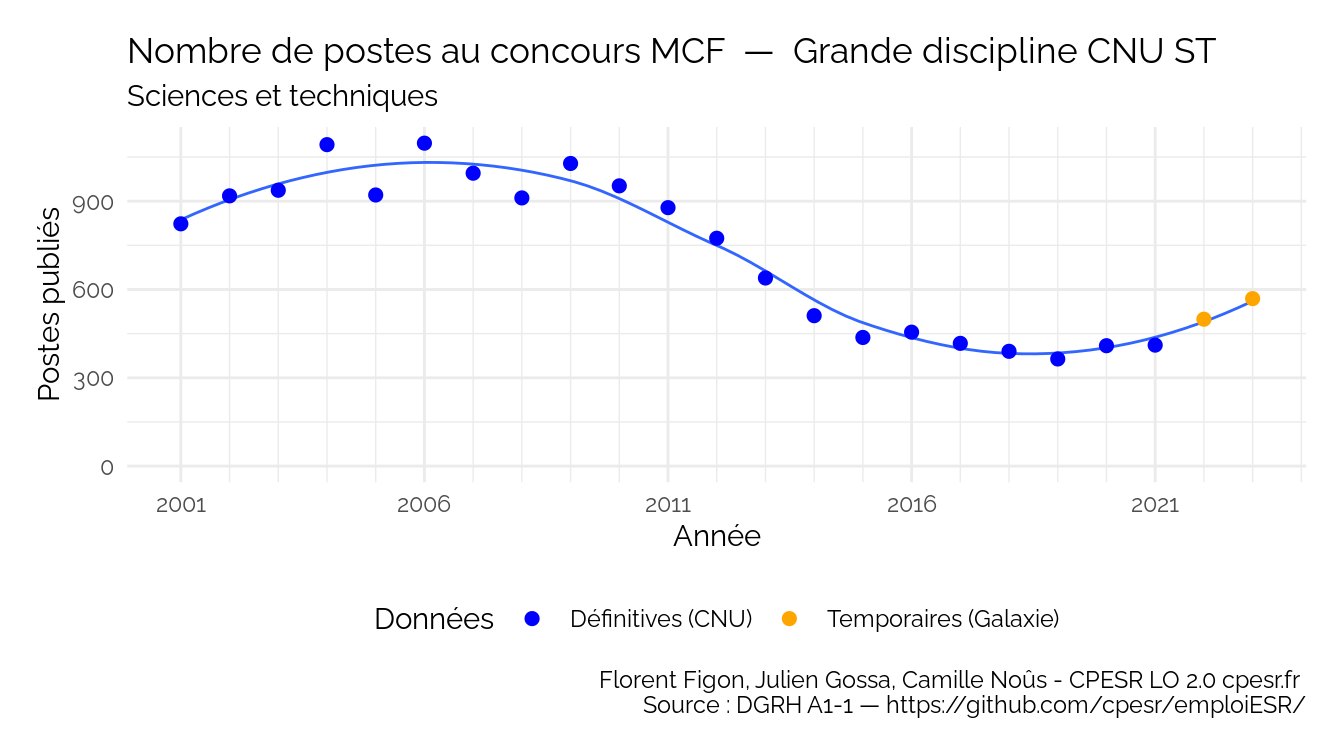 Nombre de postes au concours MCF — Grande discipline CNU ST
Sciences et techniques
Postes publiés
900
600
300
0
2001 2006 2011 2016 2021
Année
Données Définitives (CNU) Temporaires (Galaxie)
Florent Figon, Julien Gossa, Camille Noûs - CPESR LO 2.0 cpesr.fr
Source : DGRH A1-1 — https://github.com/cpesr/emploiESR/